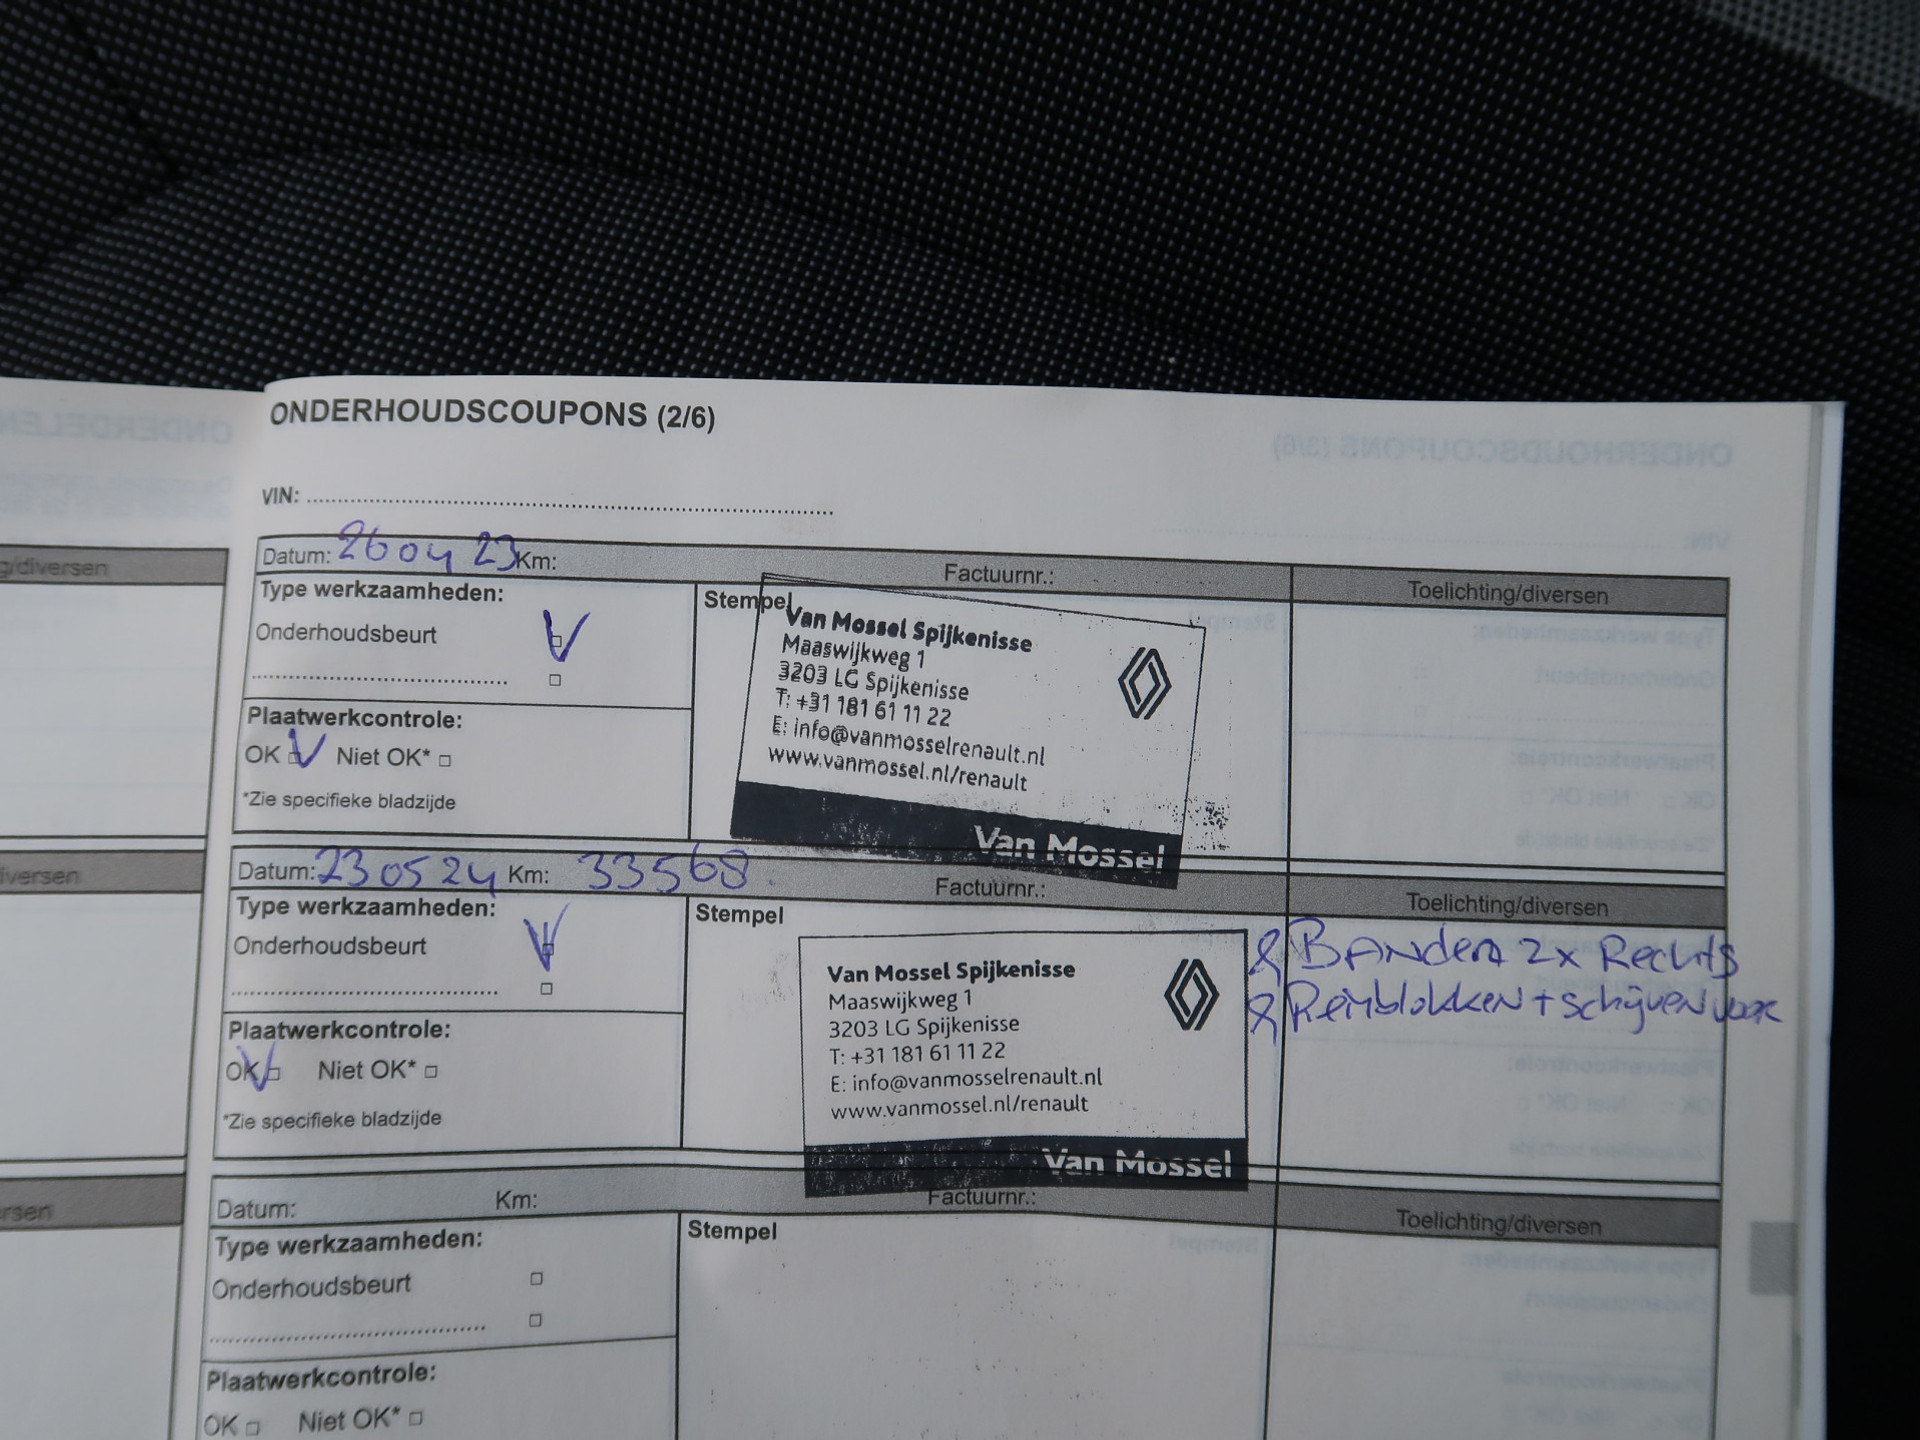 ONDERHOUDSCOUPONS (2/6)
VIN:
Datum: 26 04 23 Km: Factuurnr.: Toelichting/diversen
Type werkzaamheden:
Stempel
Onderhoudsbeurt
Plaatwerkcontrole:
OK Niet OK*
*Zie specifieke bladzijde
Van Mossel Spijkenisse
Maaswijkweg 1
3203 LG Spijkenisse
T: +31 181 61 11 22
E: info@vanmosselrenault.nl
www.vanmossel.nl/renault
Van Mossel
Datum: 23 05 24 Km: 33568 Factuurnr.: Toelichting/diversen
Type werkzaamheden:
Stempel
Onderhoudsbeurt
Plaatwerkcontrole:
OK Niet OK*
*Zie specifieke bladzijde
Van Mossel Spijkenisse
Maaswijkweg 1
3203 LG Spijkenisse
T: +31 181 61 11 22
E: info@vanmosselrenault.nl
www.vanmossel.nl/renault
Van Mossel
& Banden 2x Rechts
& Remblokken + schijven voor
Datum: Km: Factuurnr.: Toelichting/diversen
Type werkzaamheden:
Stempel
Onderhoudsbeurt
Plaatwerkcontrole:
OK Niet OK*
g/diversen
iversen
ersen